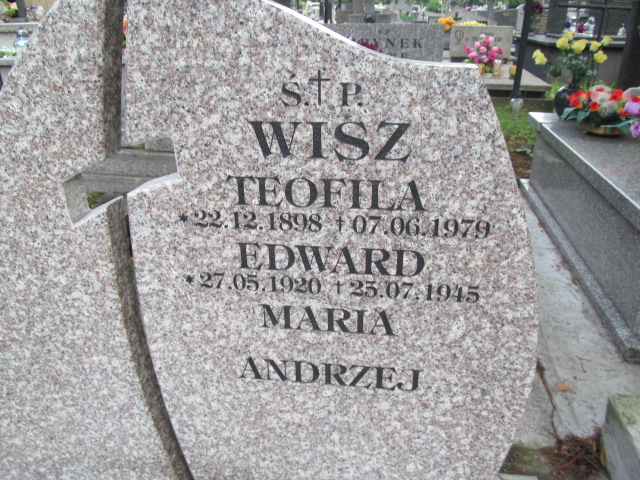 Ś.†P.
WISZ
TEOFILA
*22.12.1898 †07.06.1979
EDWARD
*27.05.1920 †25.07.1945
MARIA
ANDRZEJ